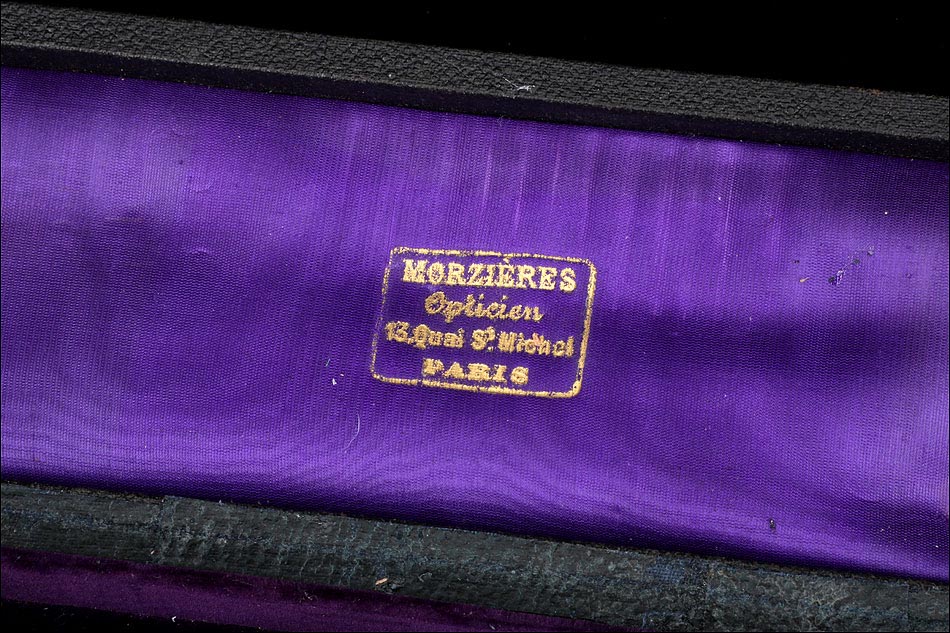 MORZIÈRES
Opticien
13, Quai St. Michel
PARIS